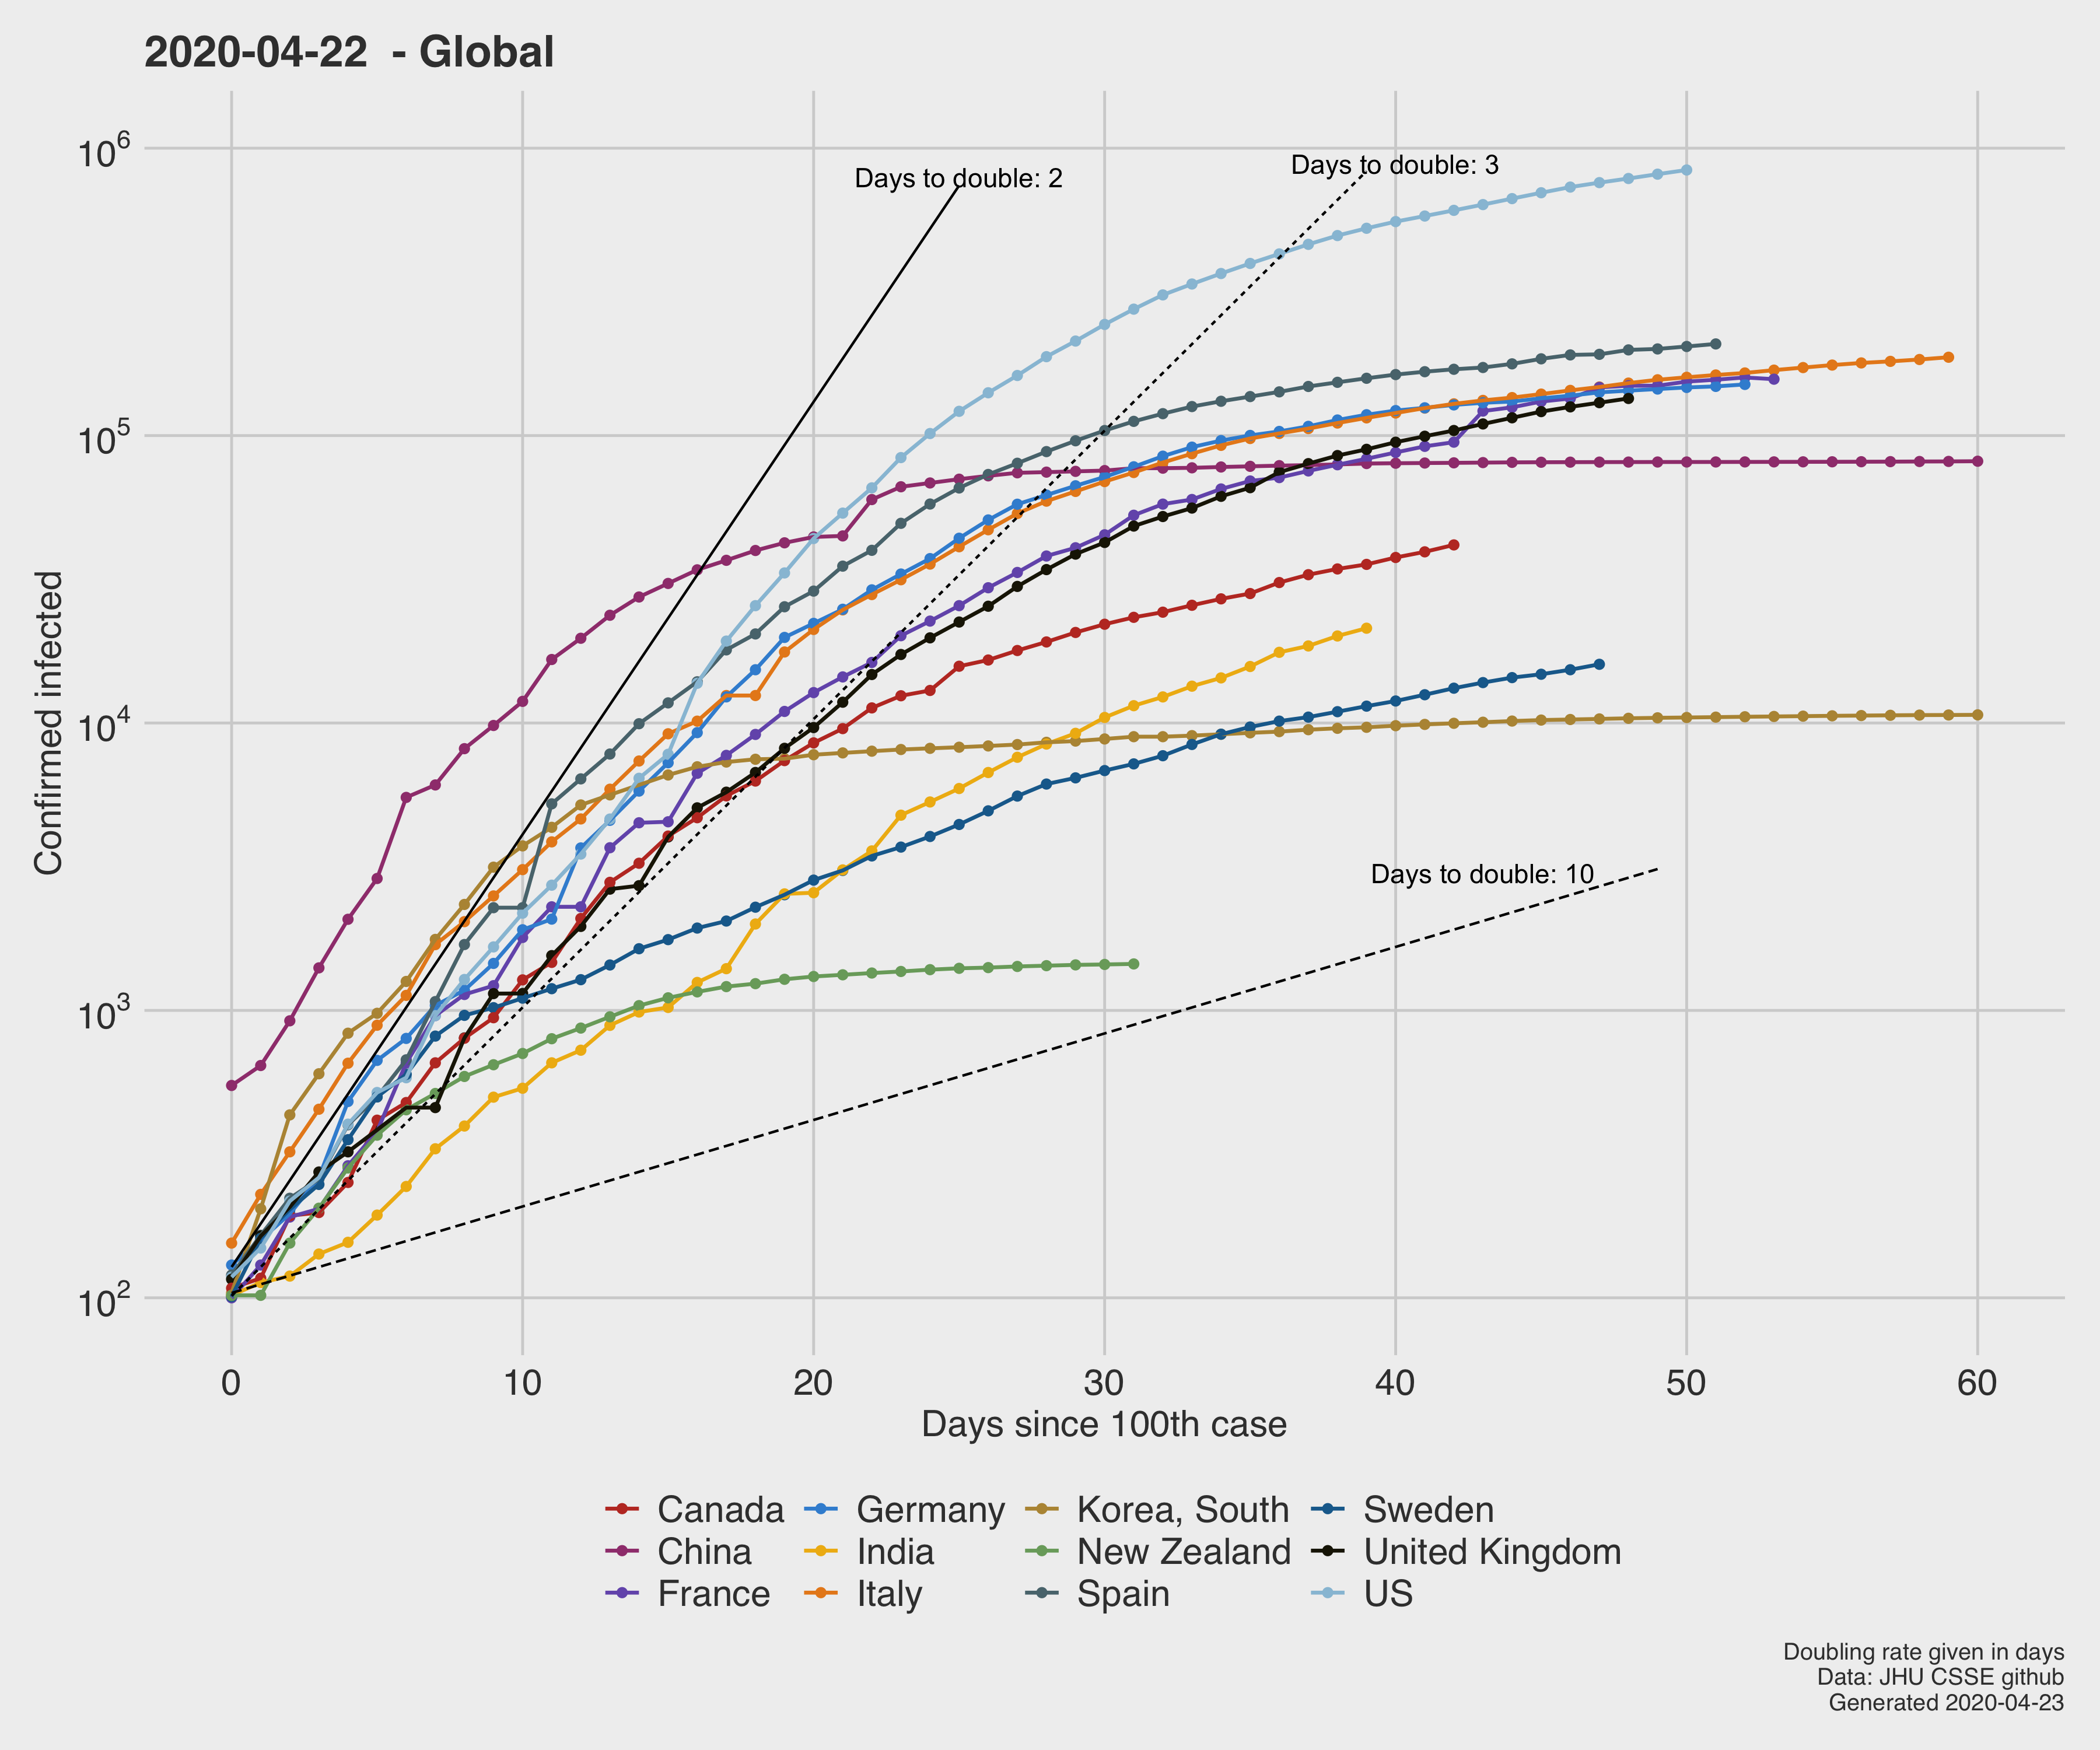 2020-04-22  - Global
Confirmed infected
10^6
10^5
10^4
10^3
10^2
Days to double: 2
Days to double: 3
Days to double: 10
0 10 20 30 40 50 60
Days since 100th case
Canada Germany Korea, South Sweden
China India New Zealand United Kingdom
France Italy Spain US
Doubling rate given in days
Data: JHU CSSE github
Generated 2020-04-23